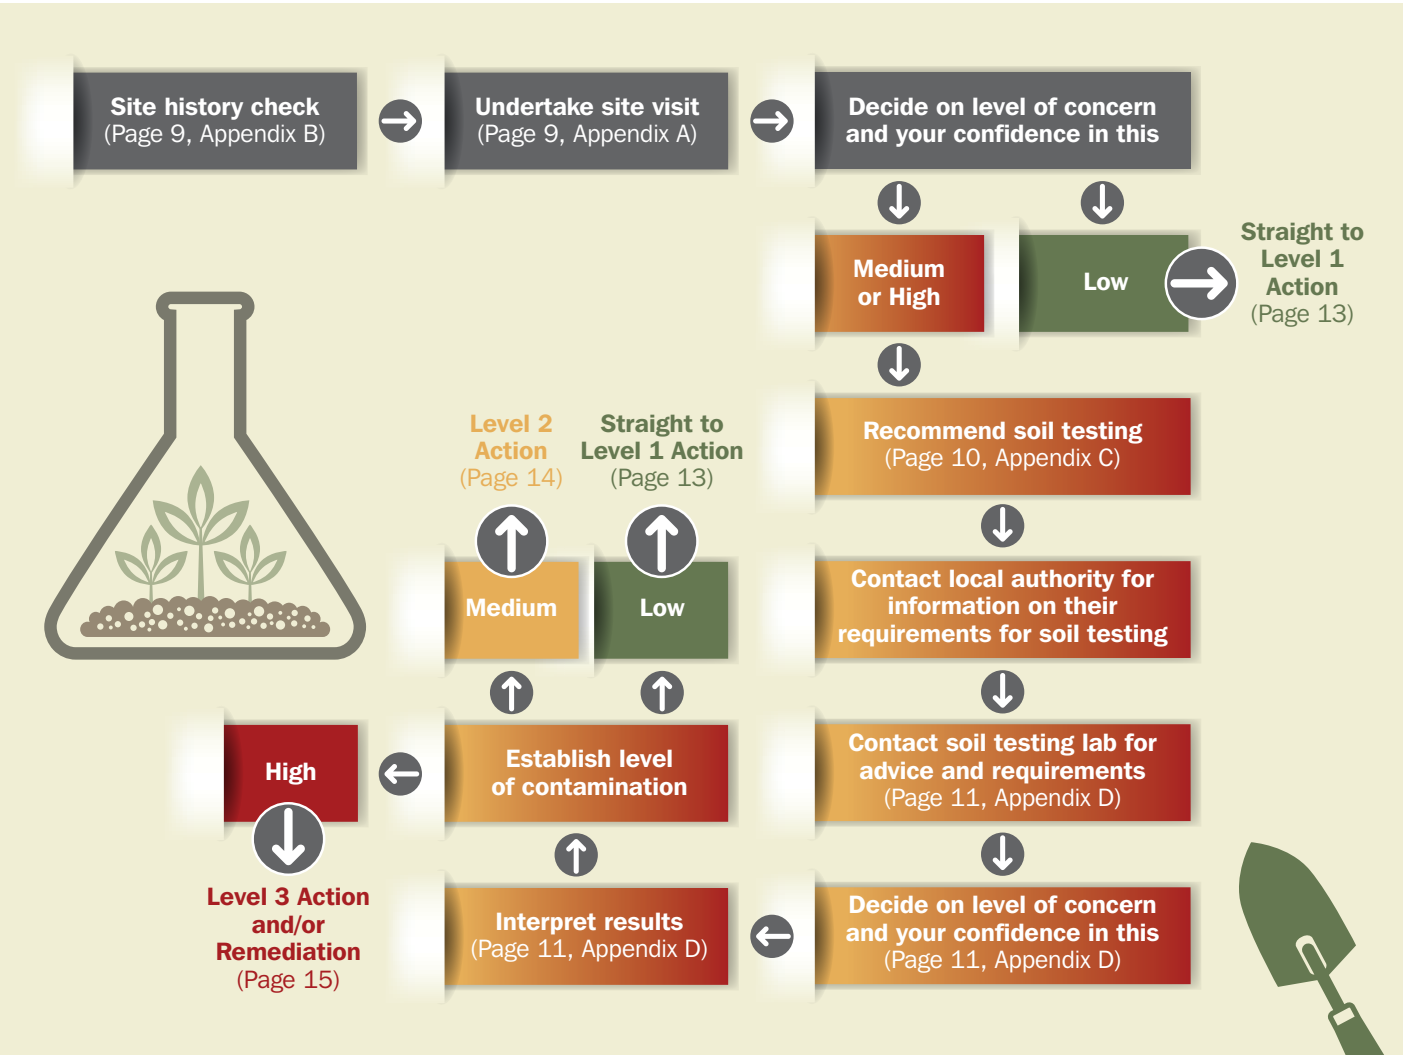 Site history check
(Page 9, Appendix B)
Undertake site visit
(Page 9, Appendix A)
Decide on level of concern
and your confidence in this
Medium
or High
Low
Straight to
Level 1
Action
(Page 13)
Recommend soil testing
(Page 10, Appendix C)
Contact local authority for
information on their
requirements for soil testing
Contact soil testing lab for
advice and requirements
(Page 11, Appendix D)
Decide on level of concern
and your confidence in this
(Page 11, Appendix D)
Interpret results
(Page 11, Appendix D)
Establish level
of contamination
Medium
Level 2
Action
(Page 14)
Low
Straight to
Level 1 Action
(Page 13)
High
Level 3 Action
and/or
Remediation
(Page 15)